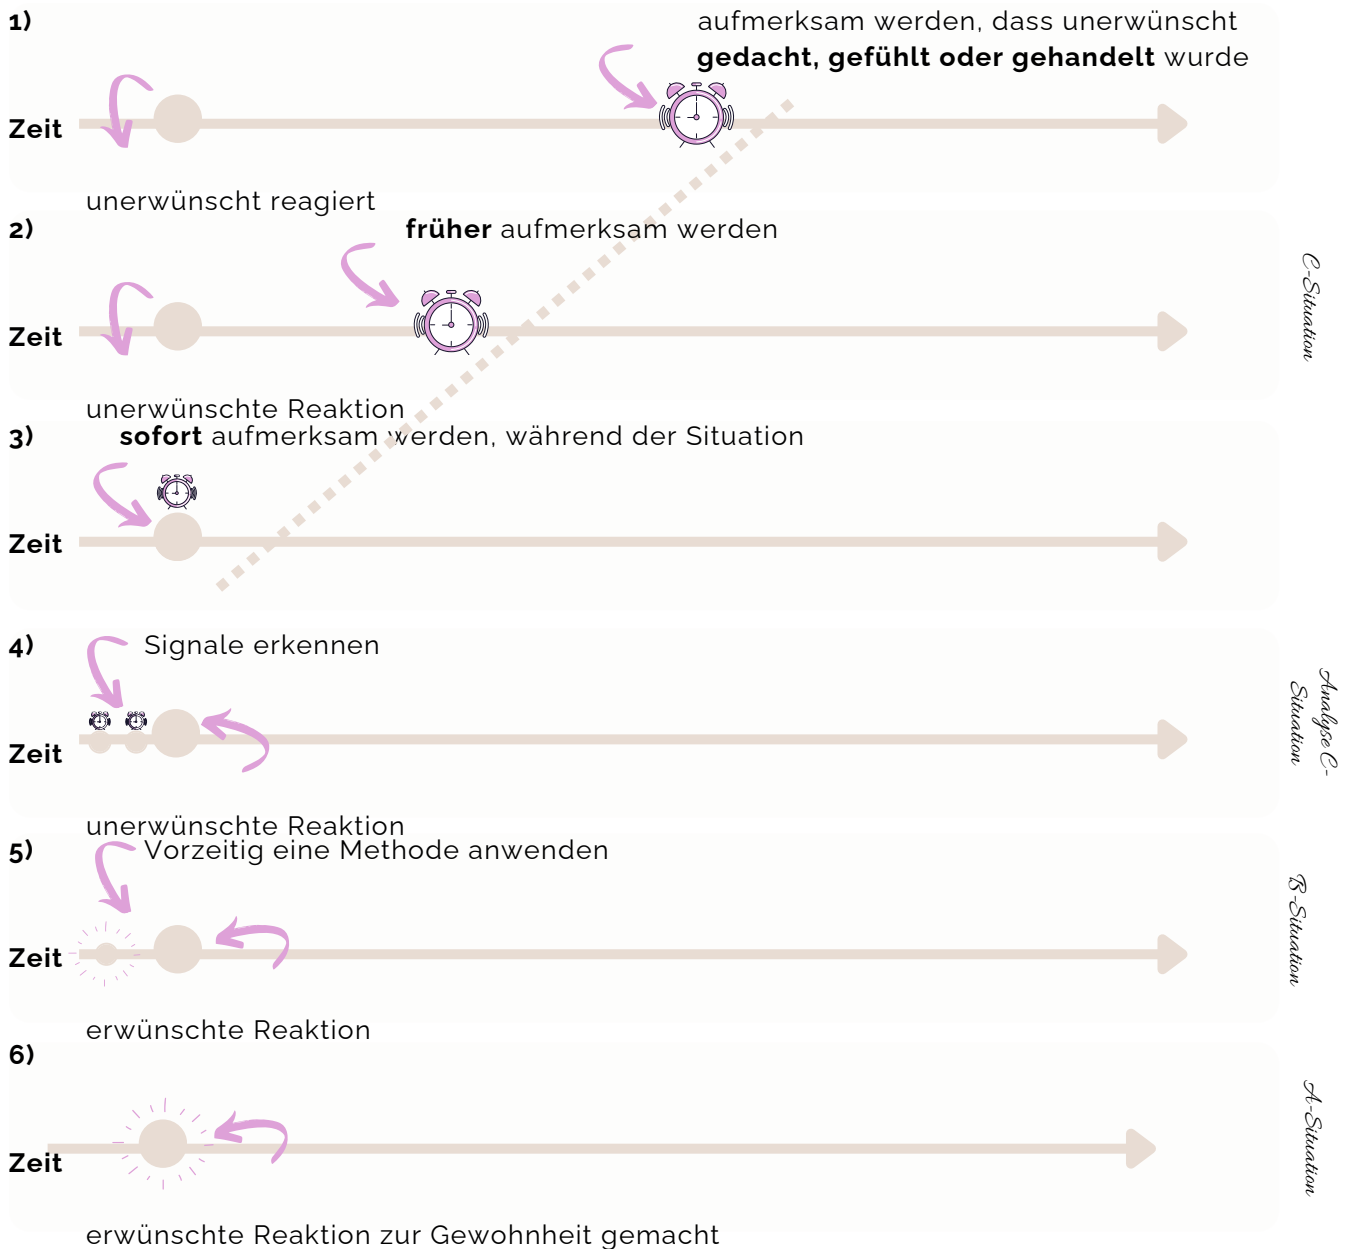 1)
aufmerksam werden, dass unerwünscht
gedacht, gefühlt oder gehandelt wurde
Zeit
unerwünscht reagiert
2)
früher aufmerksam werden
C-Situation
Zeit
unerwünschte Reaktion
3)
sofort aufmerksam werden, während der Situation
Zeit
4)
Signale erkennen
Analyse C-
Situation
Zeit
unerwünschte Reaktion
5)
Vorzeitig eine Methode anwenden
B-Situation
Zeit
erwünschte Reaktion
6)
A-Situation
Zeit
erwünschte Reaktion zur Gewohnheit gemacht